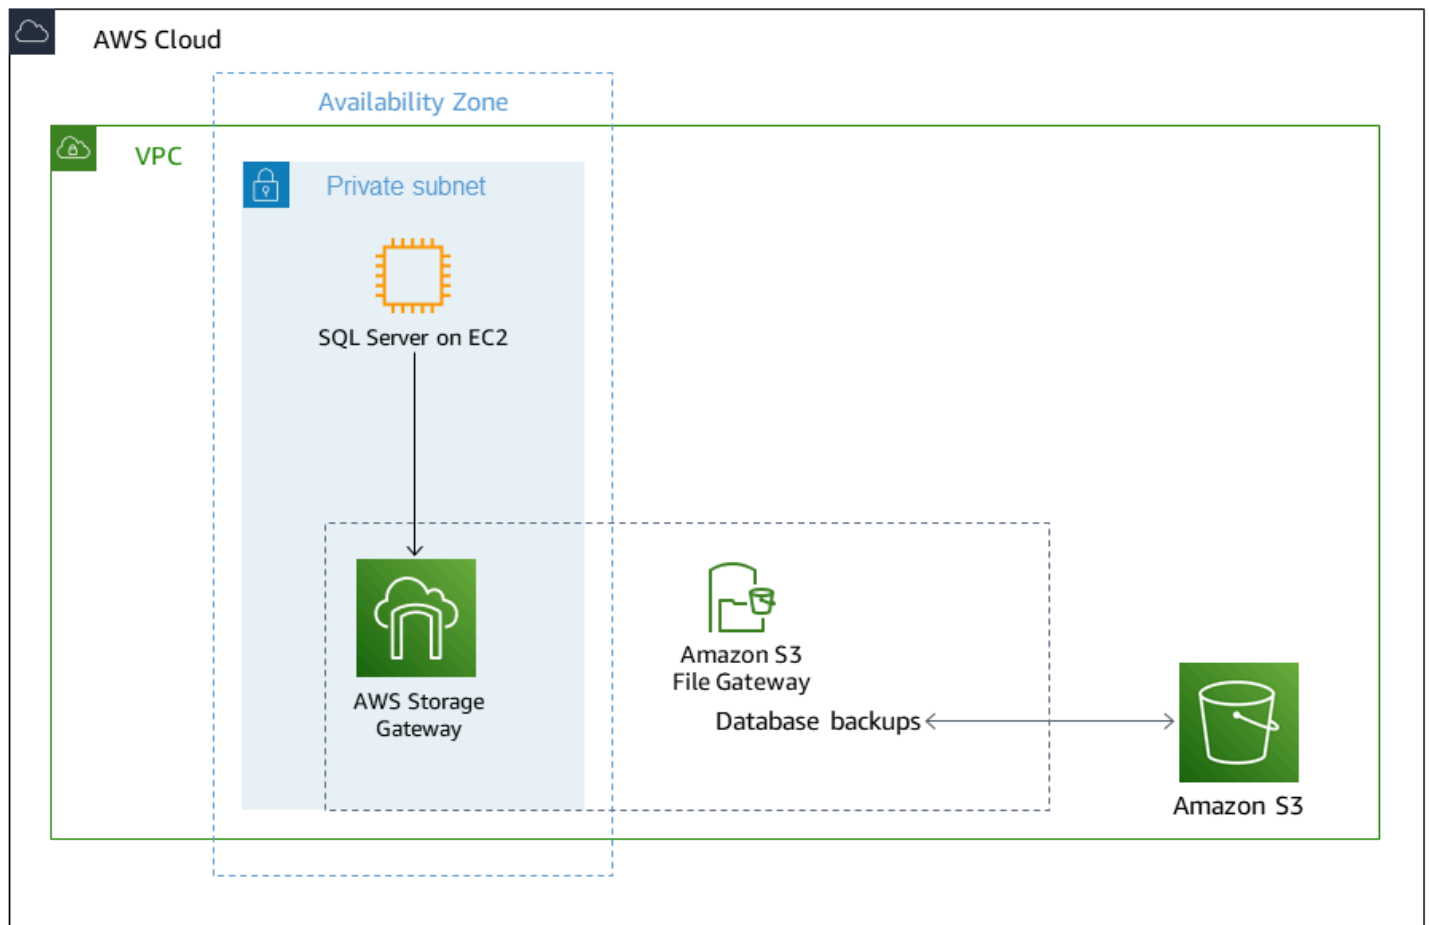 AWS Cloud
Availability Zone
VPC
Private subnet
SQL Server on EC2
AWS Storage
Gateway
Amazon S3
File Gateway
Database backups
Amazon S3